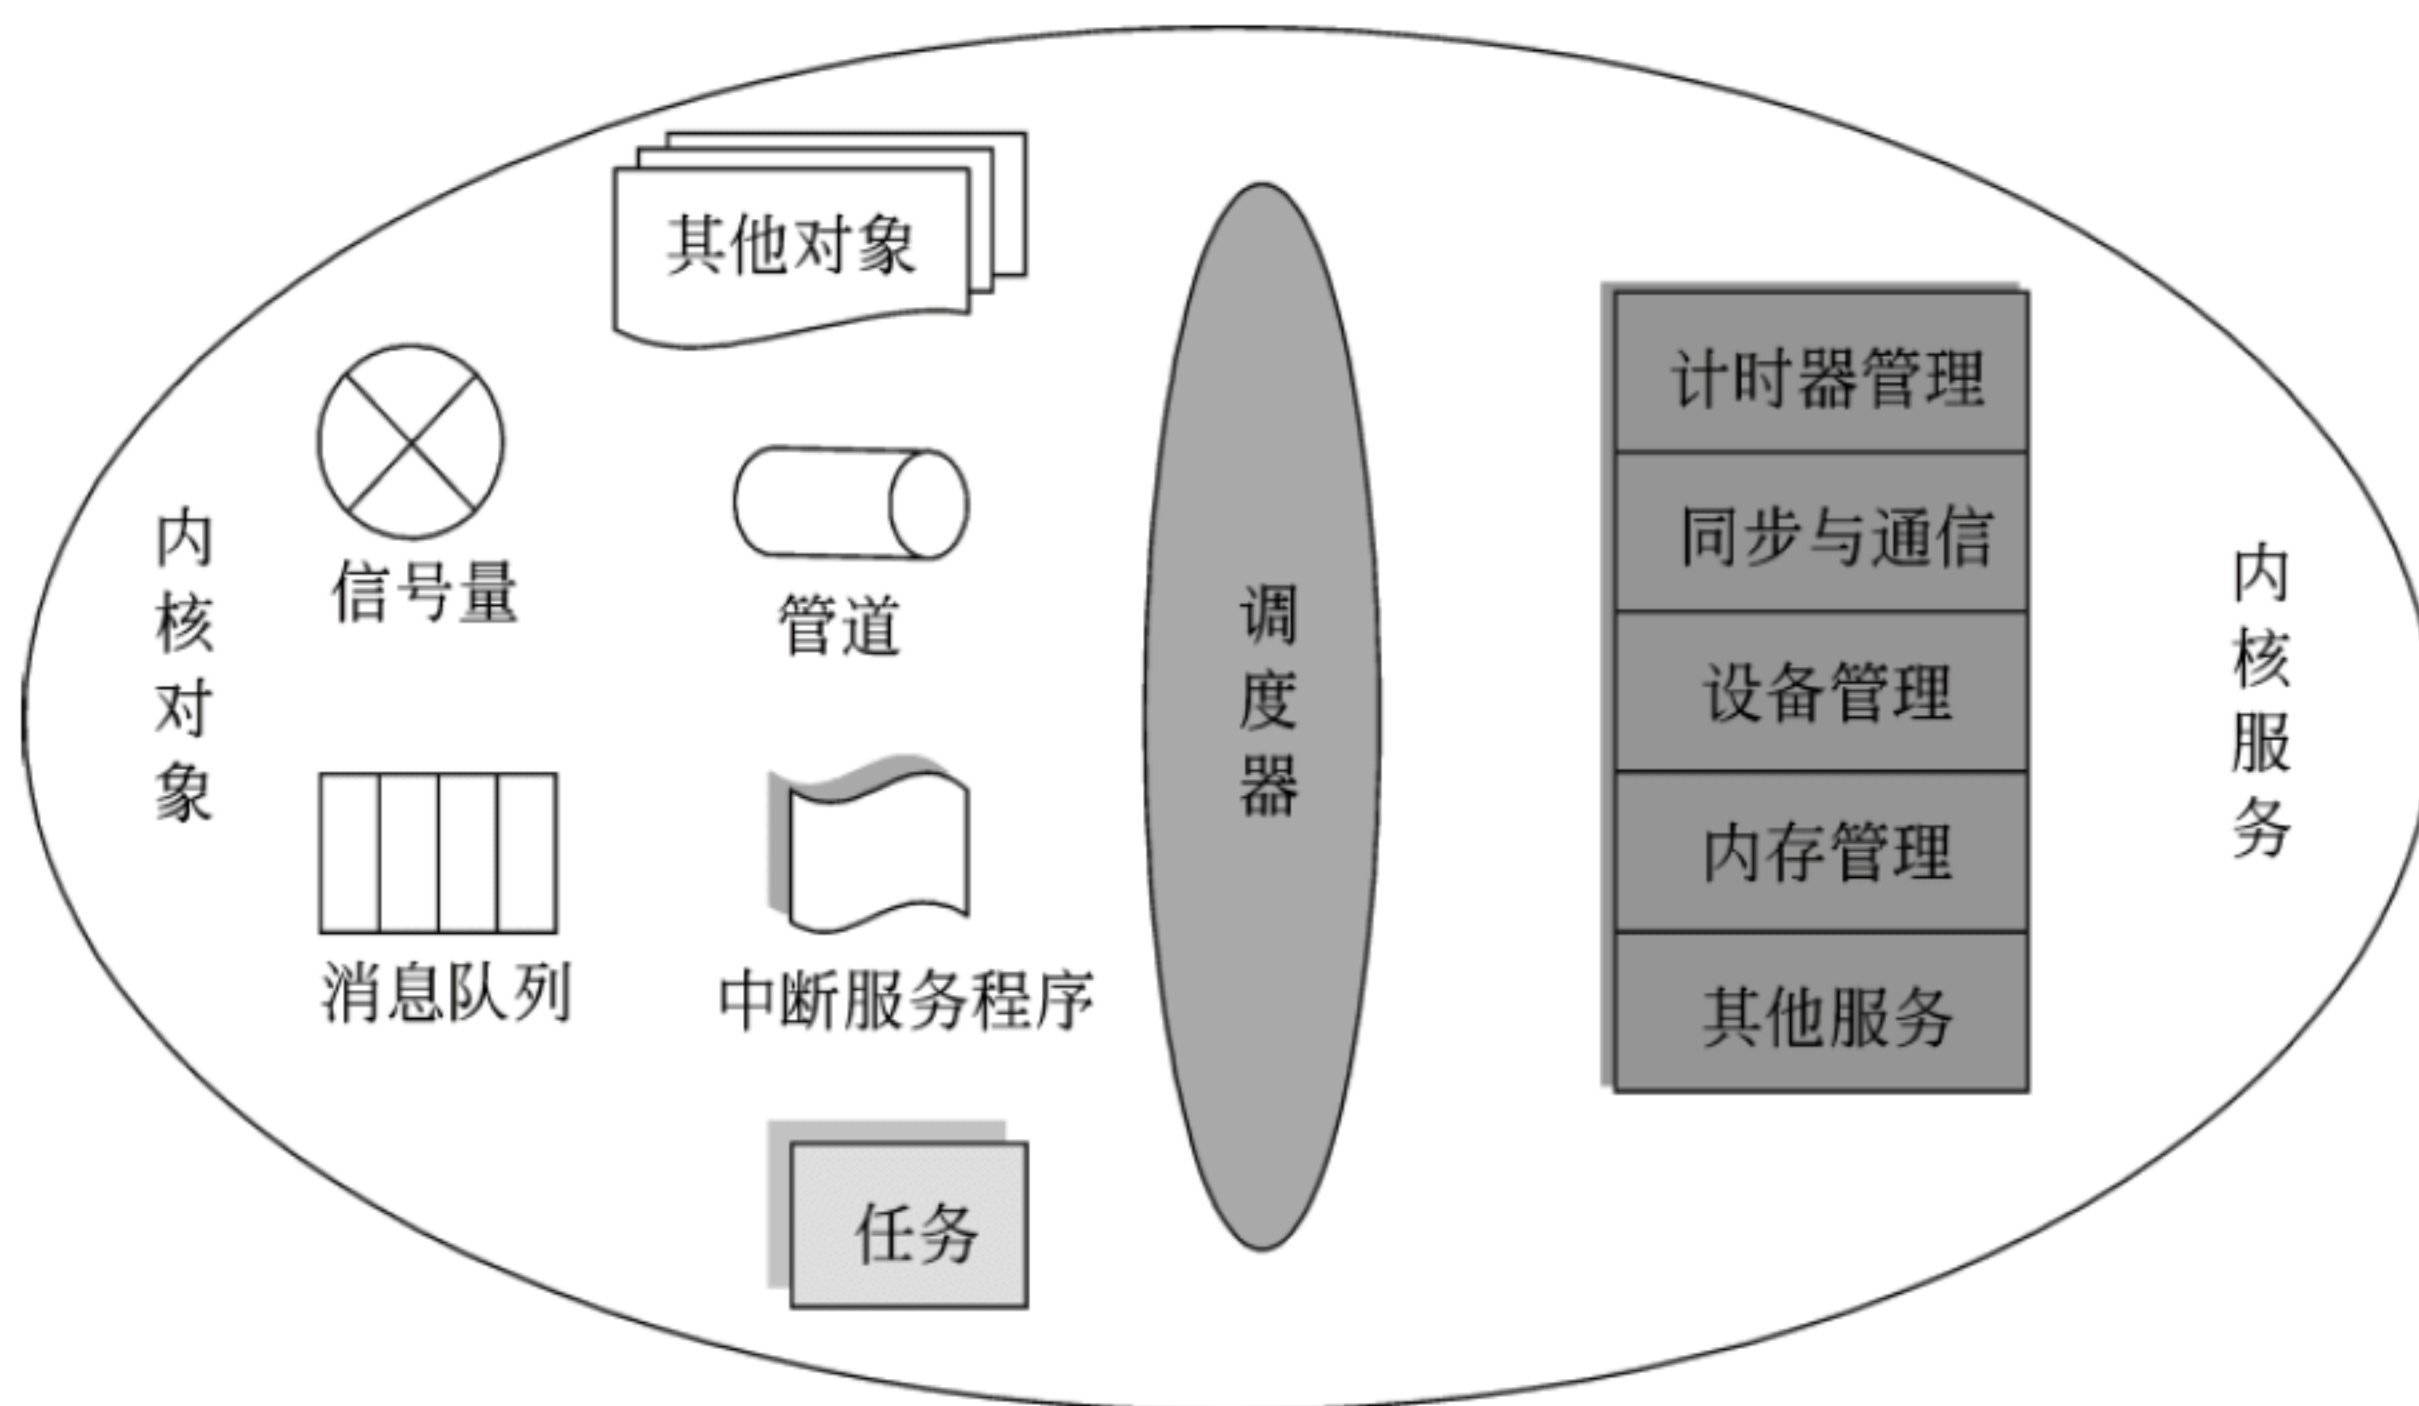 其他对象
信号量
管道
内核对象
消息队列
中断服务程序
任务
调度器
计时器管理
同步与通信
设备管理
内存管理
其他服务
内核服务